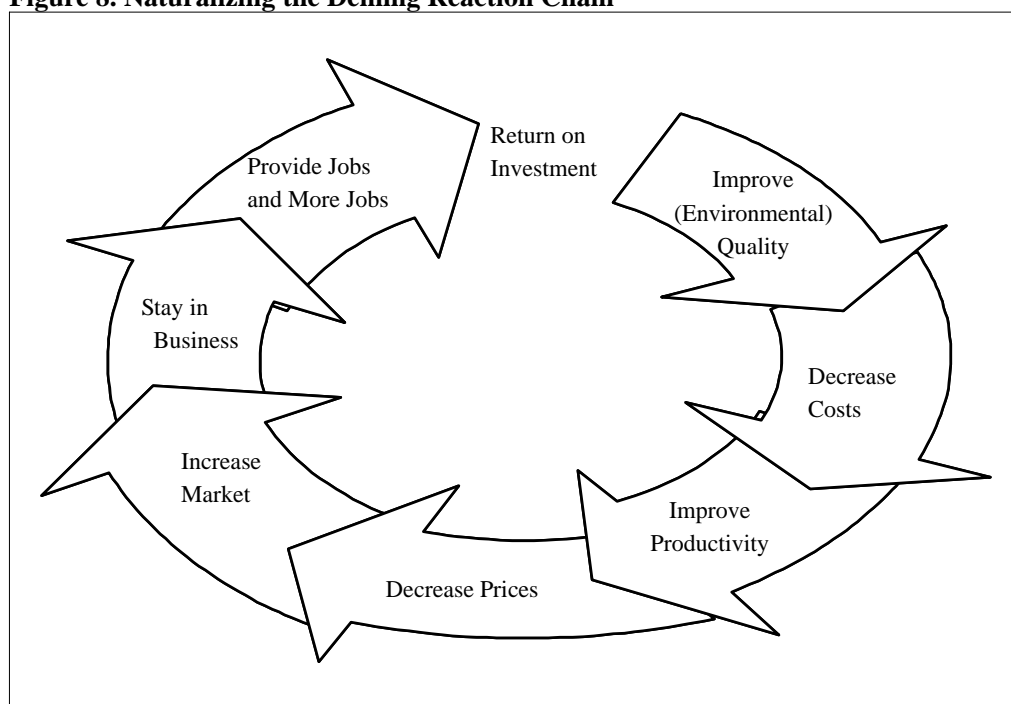 Figure 8. Naturalizing the Deming Reaction Chain
Return on
Investment
Improve
(Environmental)
Quality
Decrease
Costs
Improve
Productivity
Decrease Prices
Increase
Market
Stay in
Business
Provide Jobs
and More Jobs